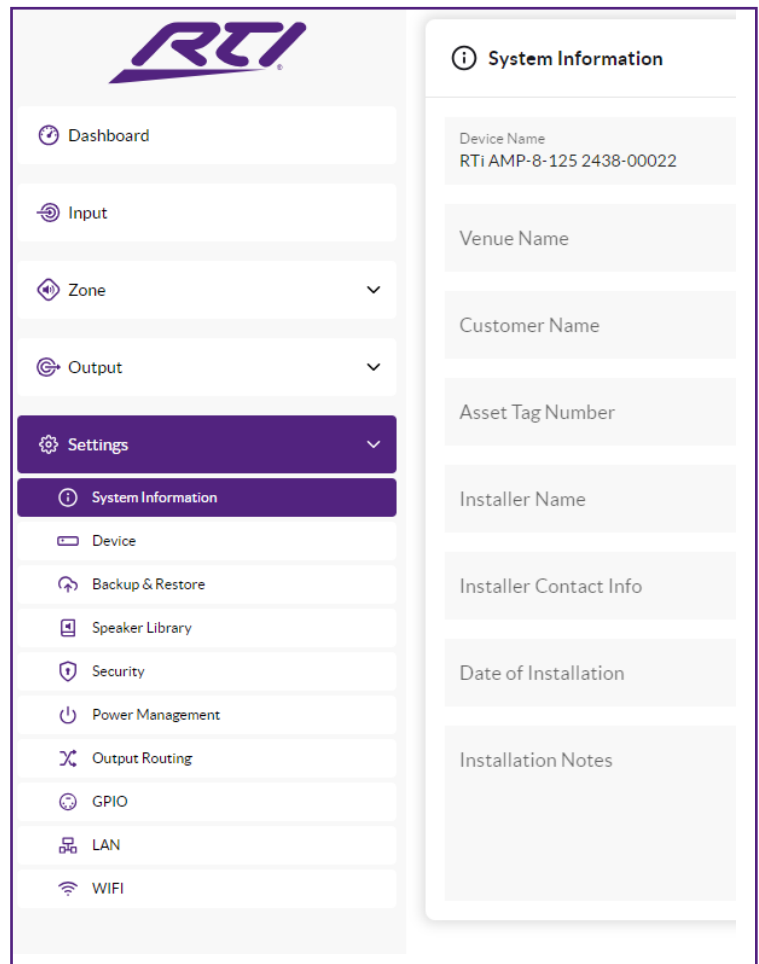 RTI
Dashboard
Input
Zone
Output
Settings
System Information
Device
Backup & Restore
Speaker Library
Security
Power Management
Output Routing
GPIO
LAN
WIFI
System Information
Device Name
RTi AMP-8-125 2438-00022
Venue Name
Customer Name
Asset Tag Number
Installer Name
Installer Contact Info
Date of Installation
Installation Notes